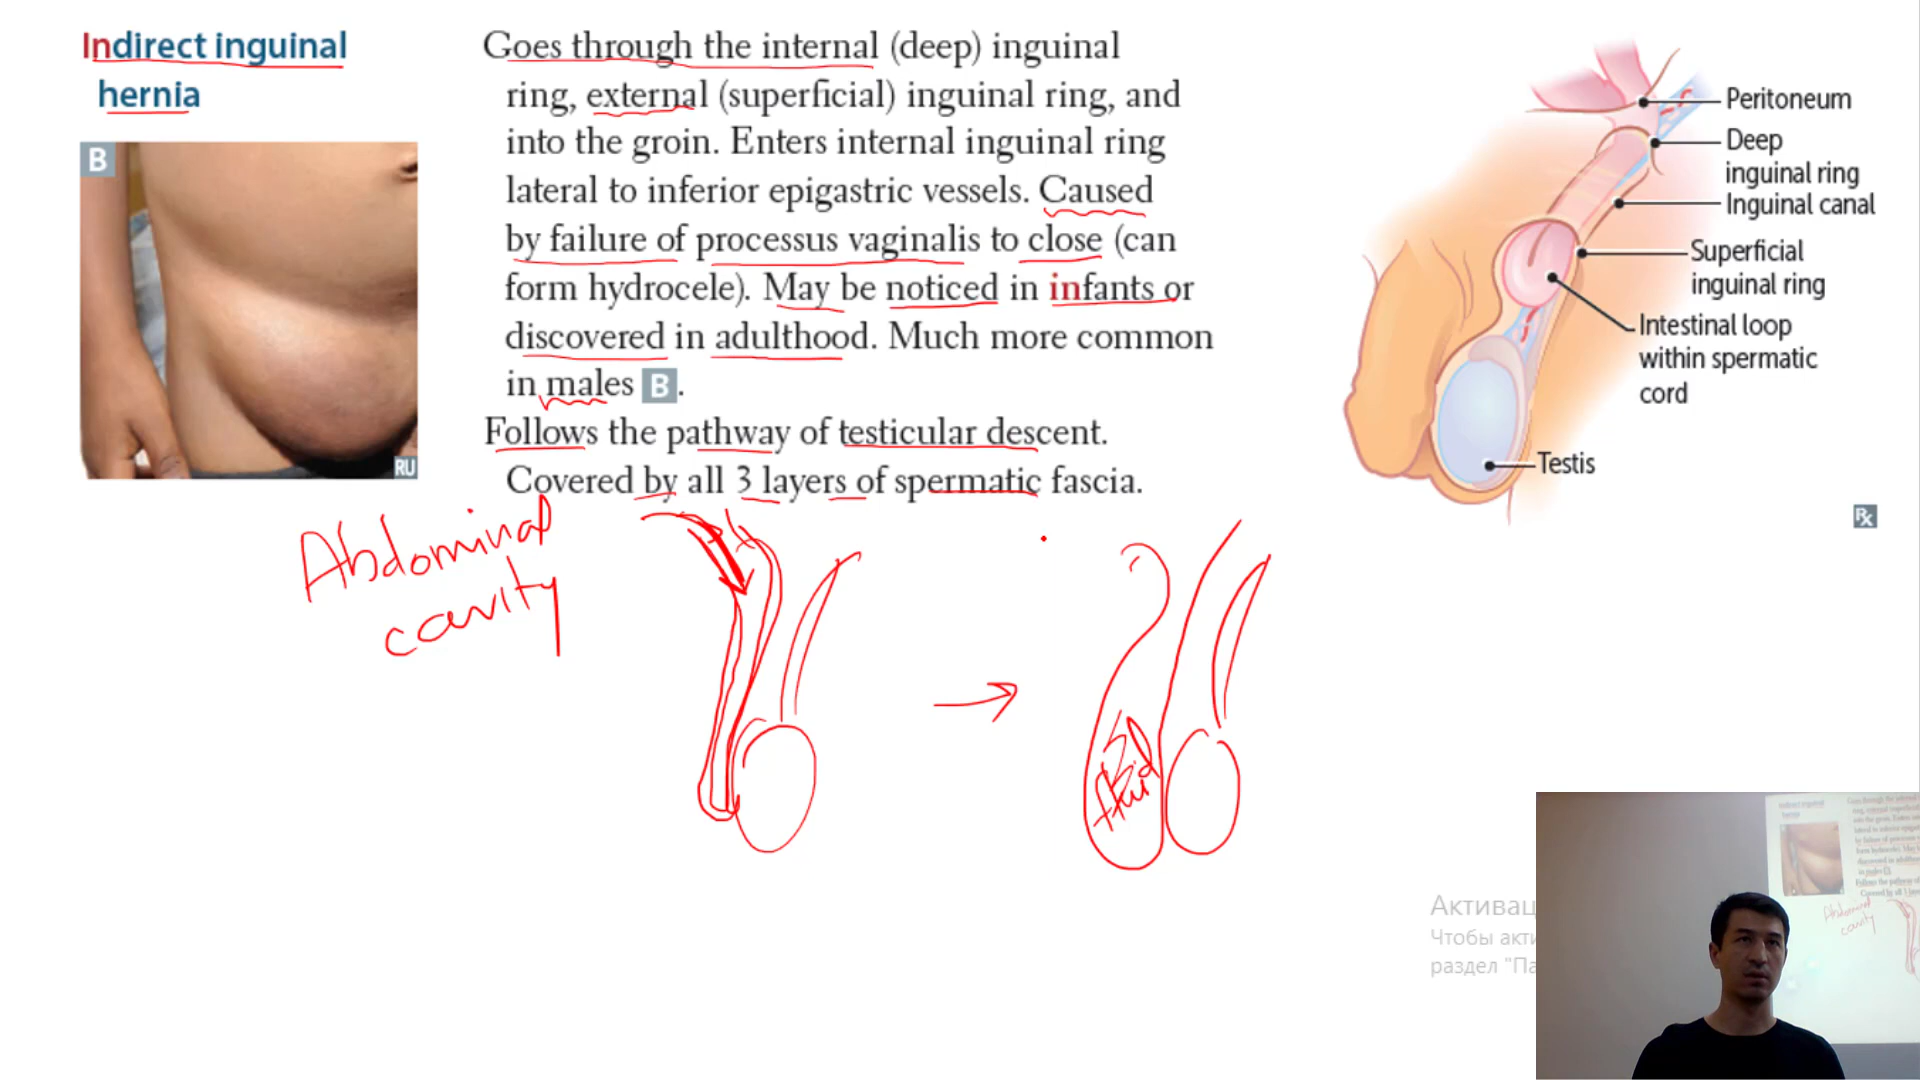 Indirect inguinal
hernia
B
RU
Goes through the internal (deep) inguinal
ring, external (superficial) inguinal ring, and
into the groin. Enters internal inguinal ring
lateral to inferior epigastric vessels. Caused
by failure of processus vaginalis to close (can
form hydrocele). May be noticed in infants or
discovered in adulthood. Much more common
in males B.
Follows the pathway of testicular descent.
Covered by all 3 layers of spermatic fascia.
Peritoneum
Deep
inguinal ring
Inguinal canal
Superficial
inguinal ring
Intestinal loop
within spermatic
cord
Testis
Rx
Abdominal
cavity
fluid
Активац
Чтобы акти
раздел "Па